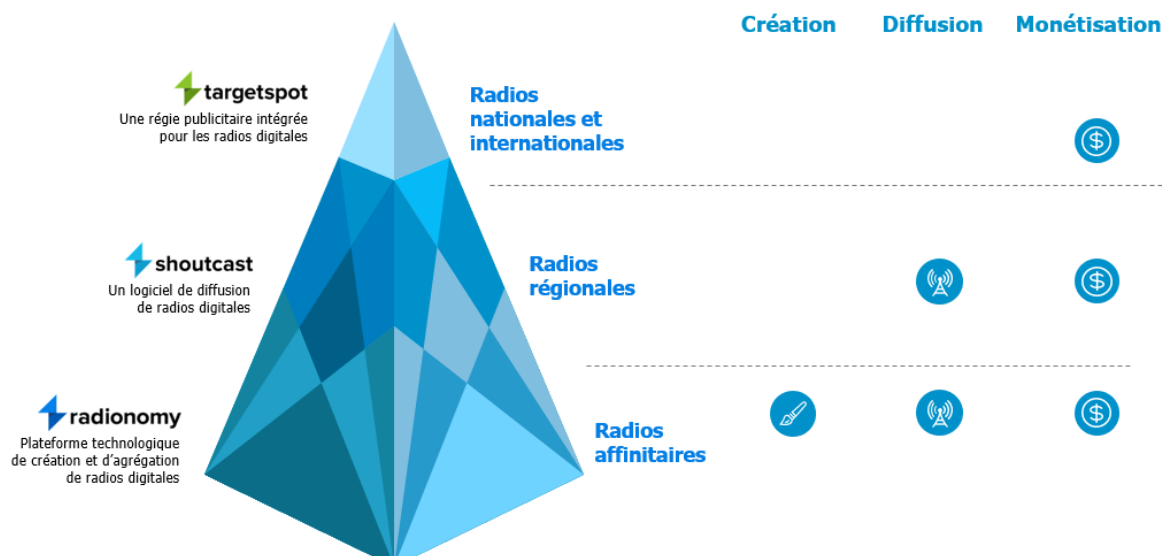 Création Diffusion Monétisation
targetspot
Une régie publicitaire intégrée
pour les radios digitales
Radios
nationales et
internationales
shoutcast
Un logiciel de diffusion
de radios digitales
Radios
régionales
radionomy
Plateforme technologique
de création et d'agrégation
de radios digitales
Radios
affinitaires